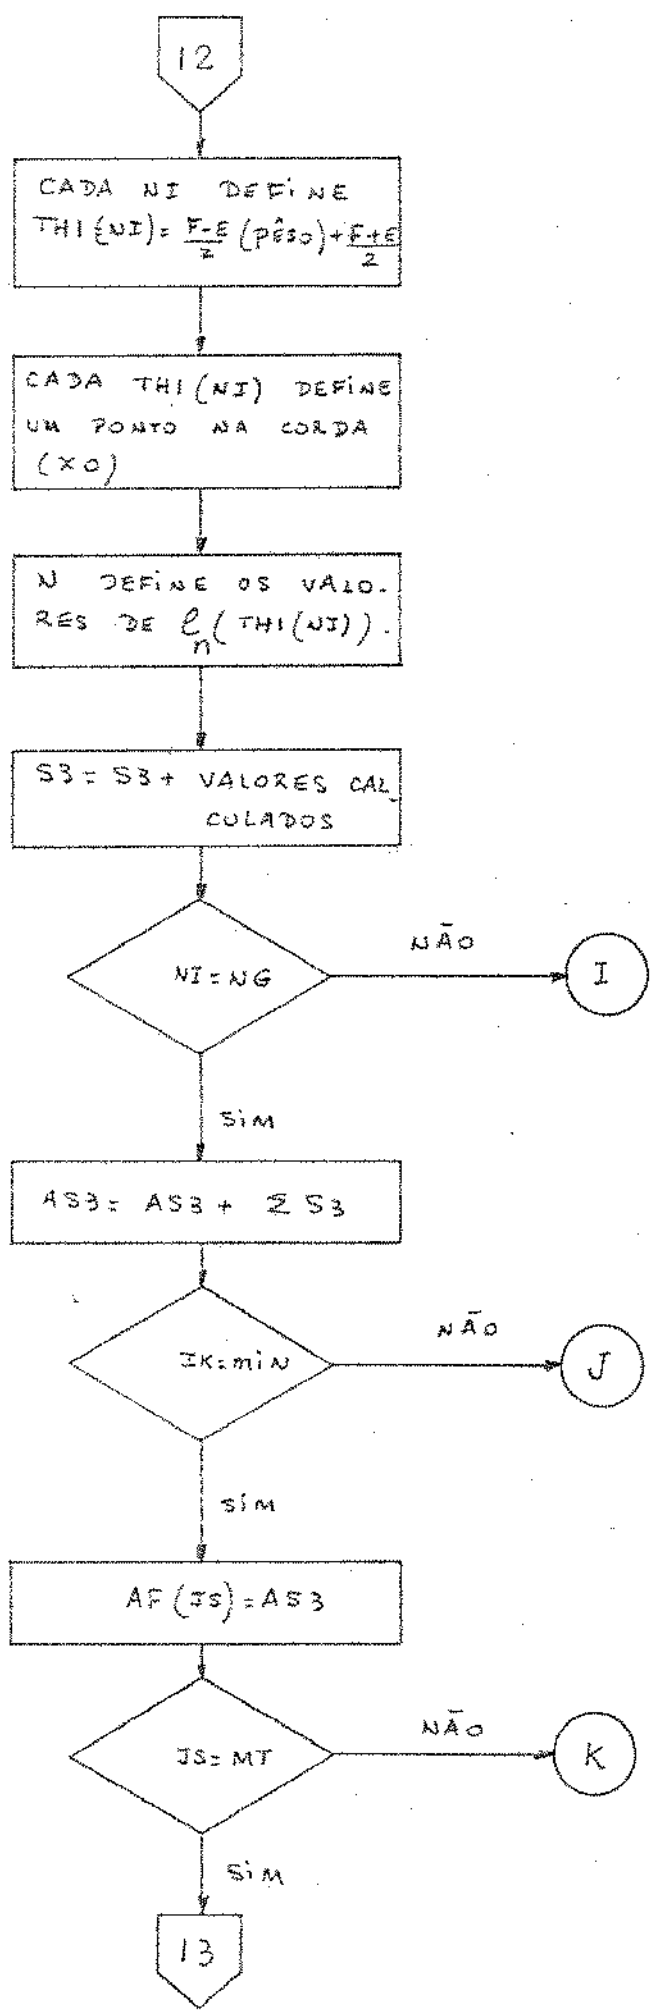 12
CADA NI DEFINE
THI(NI)= F-E/2 (PÊSO)+ F+E/2
CADA THI(NI) DEFINE
UM PONTO NA CORDA
(XO)
N DEFINE OS VALO-
RES DE ℓn(THI(NI)).
S3 = S3 + VALORES CAL-
CULADOS
NI = NG
NÃO
I
SIM
AS3 = AS3 + Σ S3
IK = MIN
NÃO
J
SIM
AF(JS) = AS3
JS = MT
NÃO
K
SIM
13